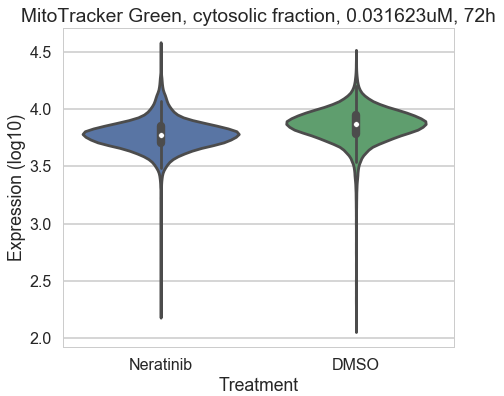 MitoTracker Green, cytosolic fraction, 0.031623uM, 72h
4.5
4.0
3.5
3.0
2.5
2.0
Expression (log10)
Neratinib DMSO
Treatment